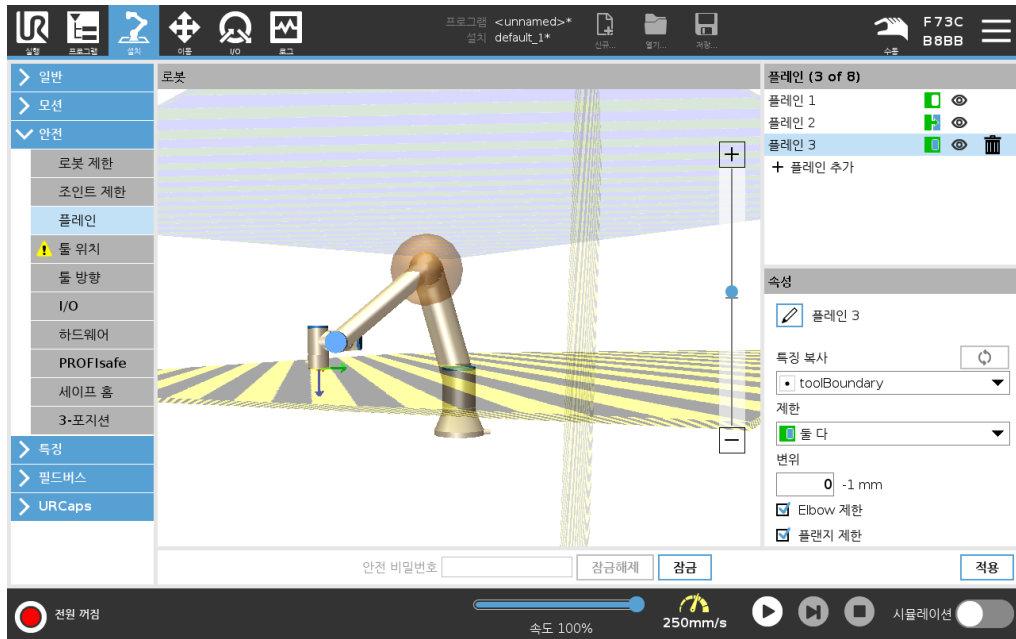 UR
프로그램 <unnamed>*
설치 default_1*
실행 프로그램 설치 이동 I/O 로그
신규... 열기... 저장...
수동
F73C
B8BB
일반
모션
안전
로봇 제한
조인트 제한
플레인
툴 위치
툴 방향
I/O
하드웨어
PROFIsafe
세이프 홈
3-포지션
특징
필드버스
URCaps
로봇
+
−
플레인 (3 of 8)
플레인 1
플레인 2
플레인 3
+ 플레인 추가
속성
플레인 3
특징 복사
toolBoundary
제한
둘 다
변위
0 -1 mm
Elbow 제한
플랜지 제한
안전 비밀번호 잠금해제 잠금
적용
전원 꺼짐
속도 100%
250mm/s
시뮬레이션